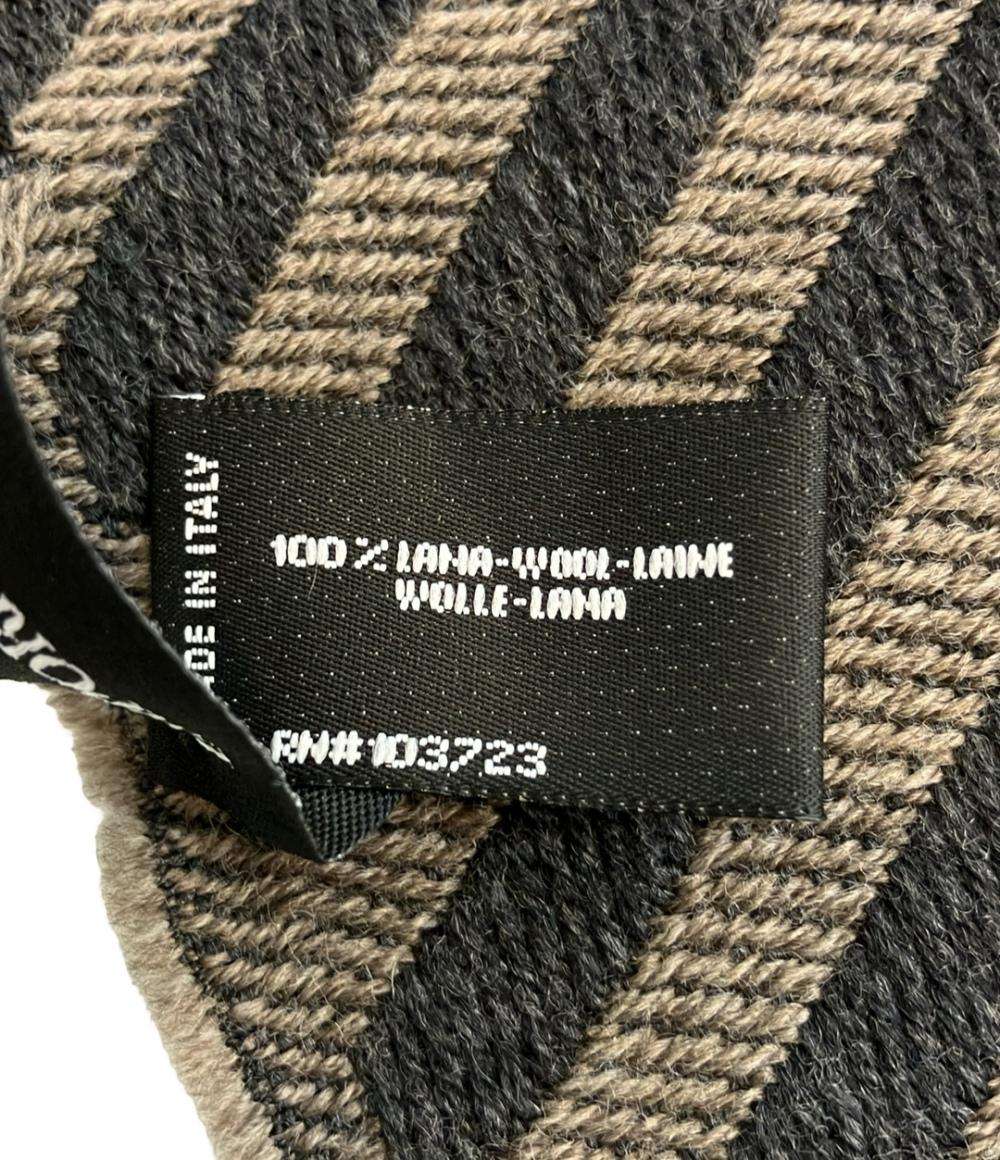 MADE IN ITALY
100% LANA-WOOL-LAINE
WOLLE-LANA
RN#103723